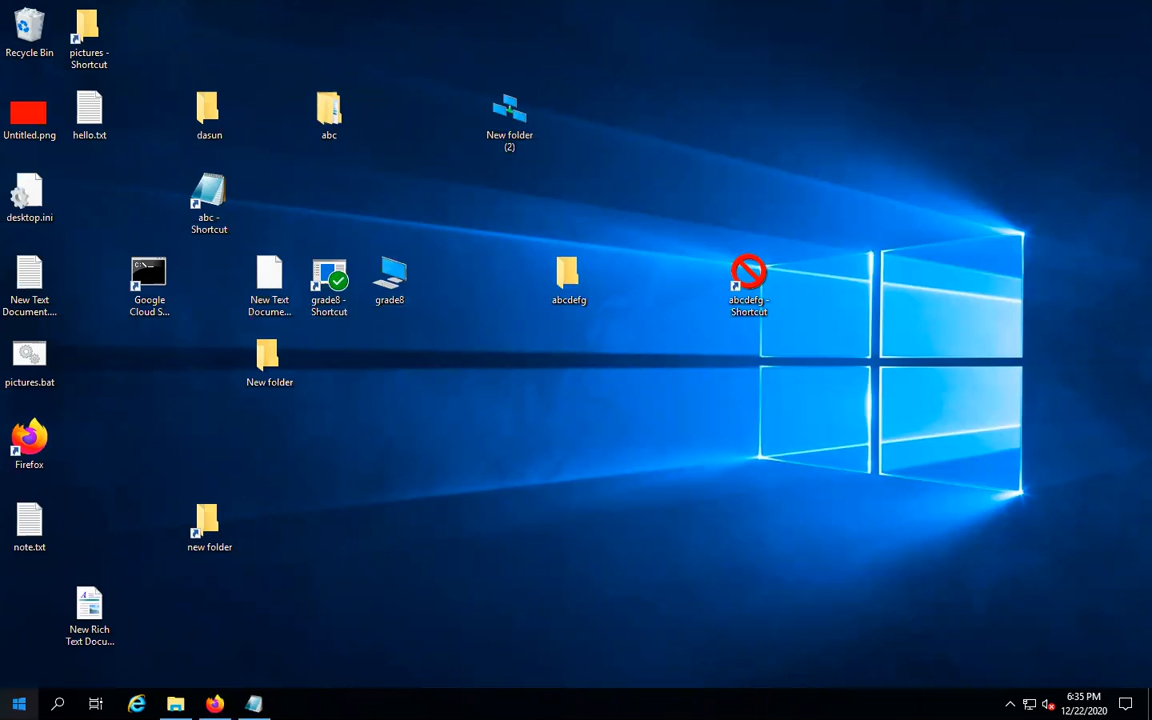 Recycle Bin
pictures -
Shortcut
Untitled.png
hello.txt
dasun
abc
New folder
(2)
desktop.ini
abc -
Shortcut
New Text
Document....
Google
Cloud S...
New Text
Docume...
grade8 -
Shortcut
grade8
abcdefg
abcdefg -
Shortcut
pictures.bat
New folder
Firefox
note.txt
new folder
New Rich
Text Docu...
6:35 PM
12/22/2020